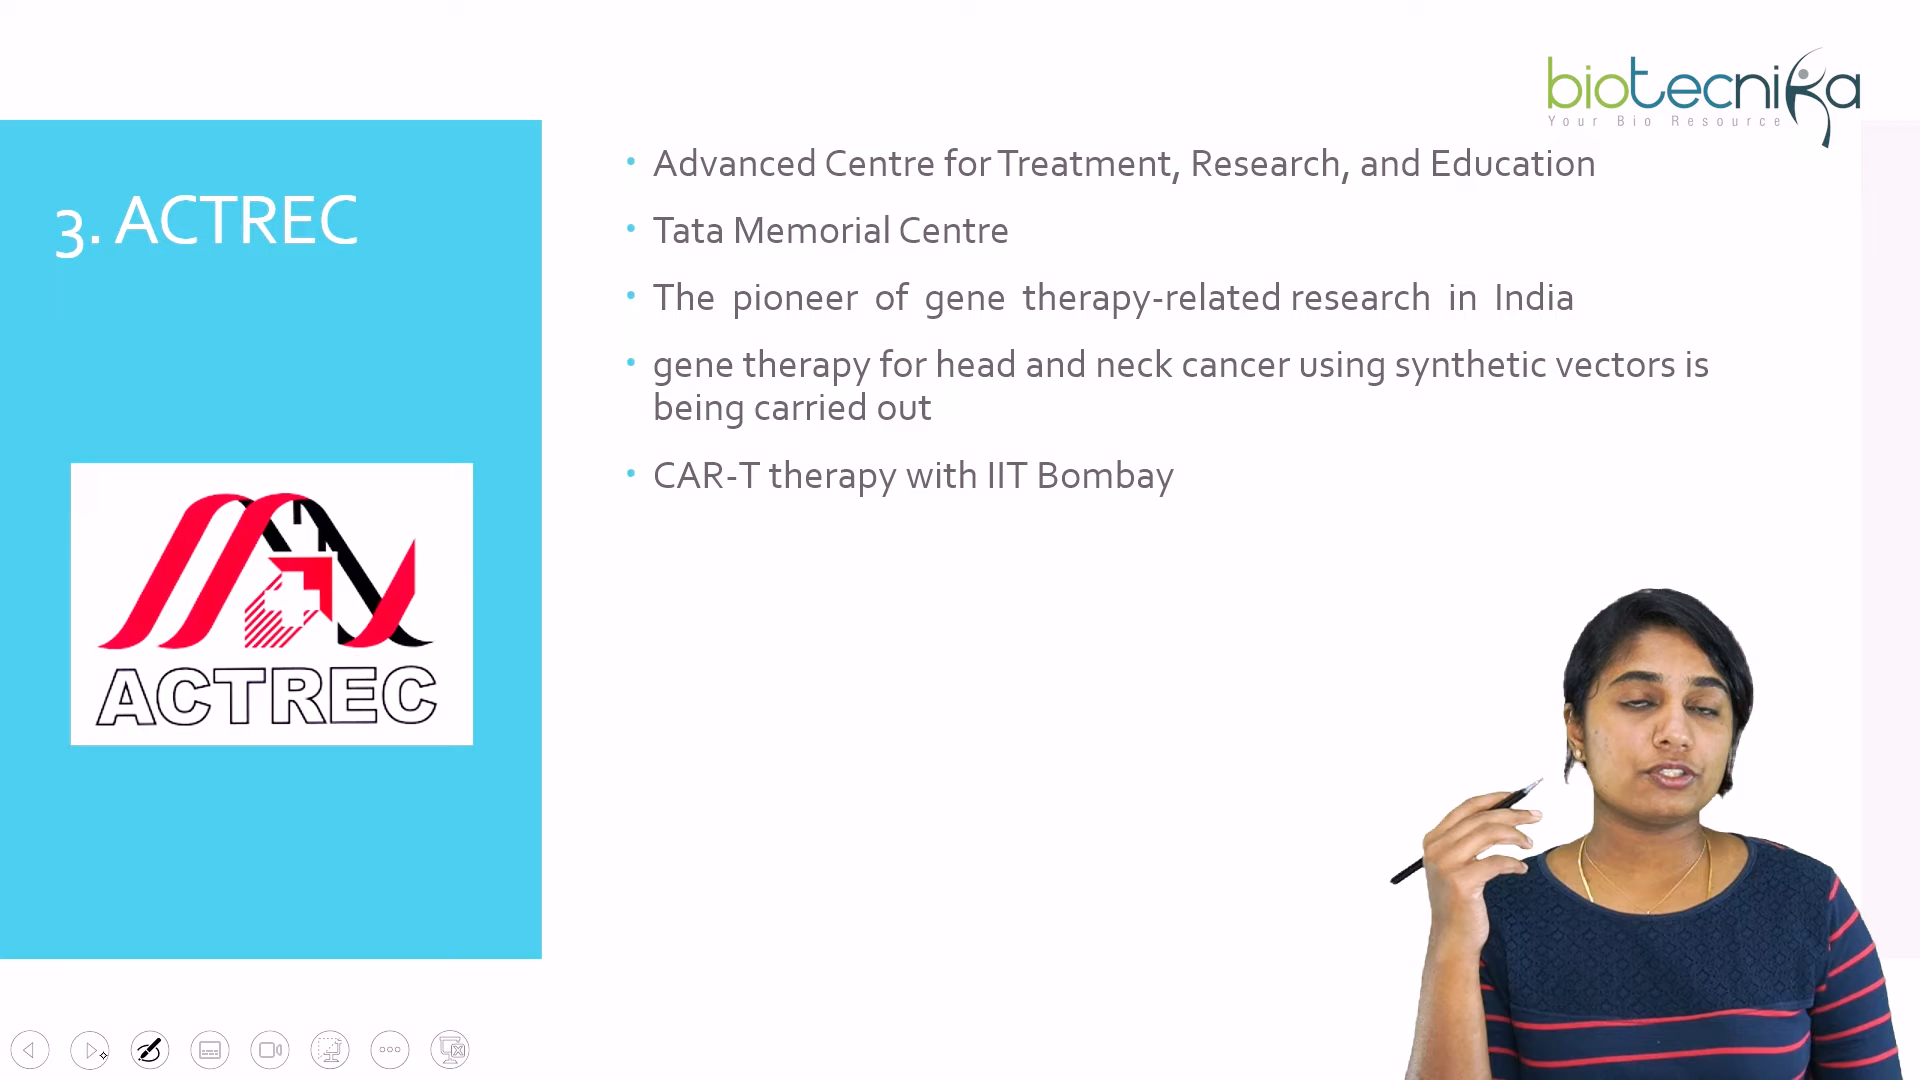 biotecnika
Your Bio Resource
3. ACTREC
• Advanced Centre for Treatment, Research, and Education
• Tata Memorial Centre
• The pioneer of gene therapy-related research in India
• gene therapy for head and neck cancer using synthetic vectors is
being carried out
• CAR-T therapy with IIT Bombay
ACTREC